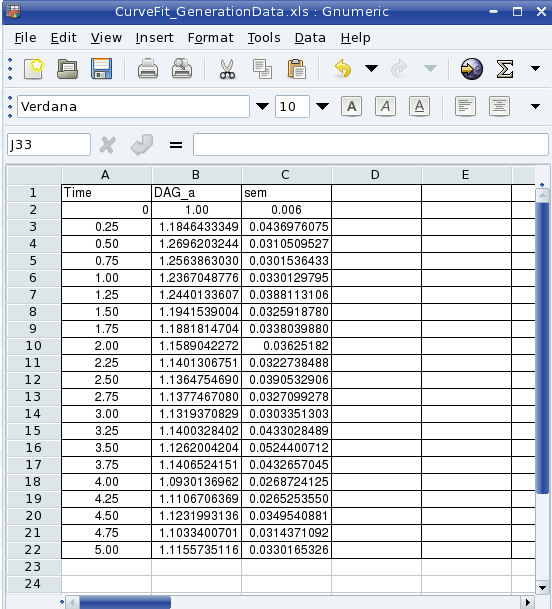 CurveFit_GenerationData.xls : Gnumeric
File Edit View Insert Format Tools Data Help
Verdana 10 A A A
J33 =
A B C D E
1 Time DAG_a sem
2 0 1.00 0.006
3 0.25 1.1846433349 0.0436976075
4 0.50 1.2696203244 0.0310509527
5 0.75 1.2563863030 0.0301536433
6 1.00 1.2367048776 0.0330129795
7 1.25 1.2440133607 0.0388113106
8 1.50 1.1941539004 0.0325918780
9 1.75 1.1881814704 0.0338039880
10 2.00 1.1589042272 0.03625182
11 2.25 1.1401306751 0.0322738488
12 2.50 1.1364754690 0.0390532906
13 2.75 1.1377467080 0.0327099278
14 3.00 1.1319370829 0.0303351303
15 3.25 1.1400328402 0.0433028489
16 3.50 1.1262004204 0.0524400712
17 3.75 1.1406524151 0.0432657045
18 4.00 1.0930136962 0.0268724125
19 4.25 1.1106706369 0.0265253550
20 4.50 1.1231993136 0.0349540881
21 4.75 1.1033400701 0.0314371092
22 5.00 1.1155735116 0.0330165326
23
24